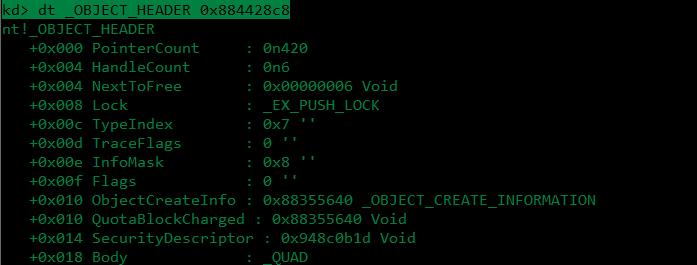 kd> dt _OBJECT_HEADER 0x884428c8
nt!_OBJECT_HEADER
+0x000 PointerCount : 0n420
+0x004 HandleCount : 0n6
+0x004 NextToFree : 0x00000006 Void
+0x008 Lock : _EX_PUSH_LOCK
+0x00c TypeIndex : 0x7 ''
+0x00d TraceFlags : 0 ''
+0x00e InfoMask : 0x8 ''
+0x00f Flags : 0 ''
+0x010 ObjectCreateInfo : 0x88355640 _OBJECT_CREATE_INFORMATION
+0x010 QuotaBlockCharged : 0x88355640 Void
+0x014 SecurityDescriptor : 0x948c0b1d Void
+0x018 Body : _QUAD